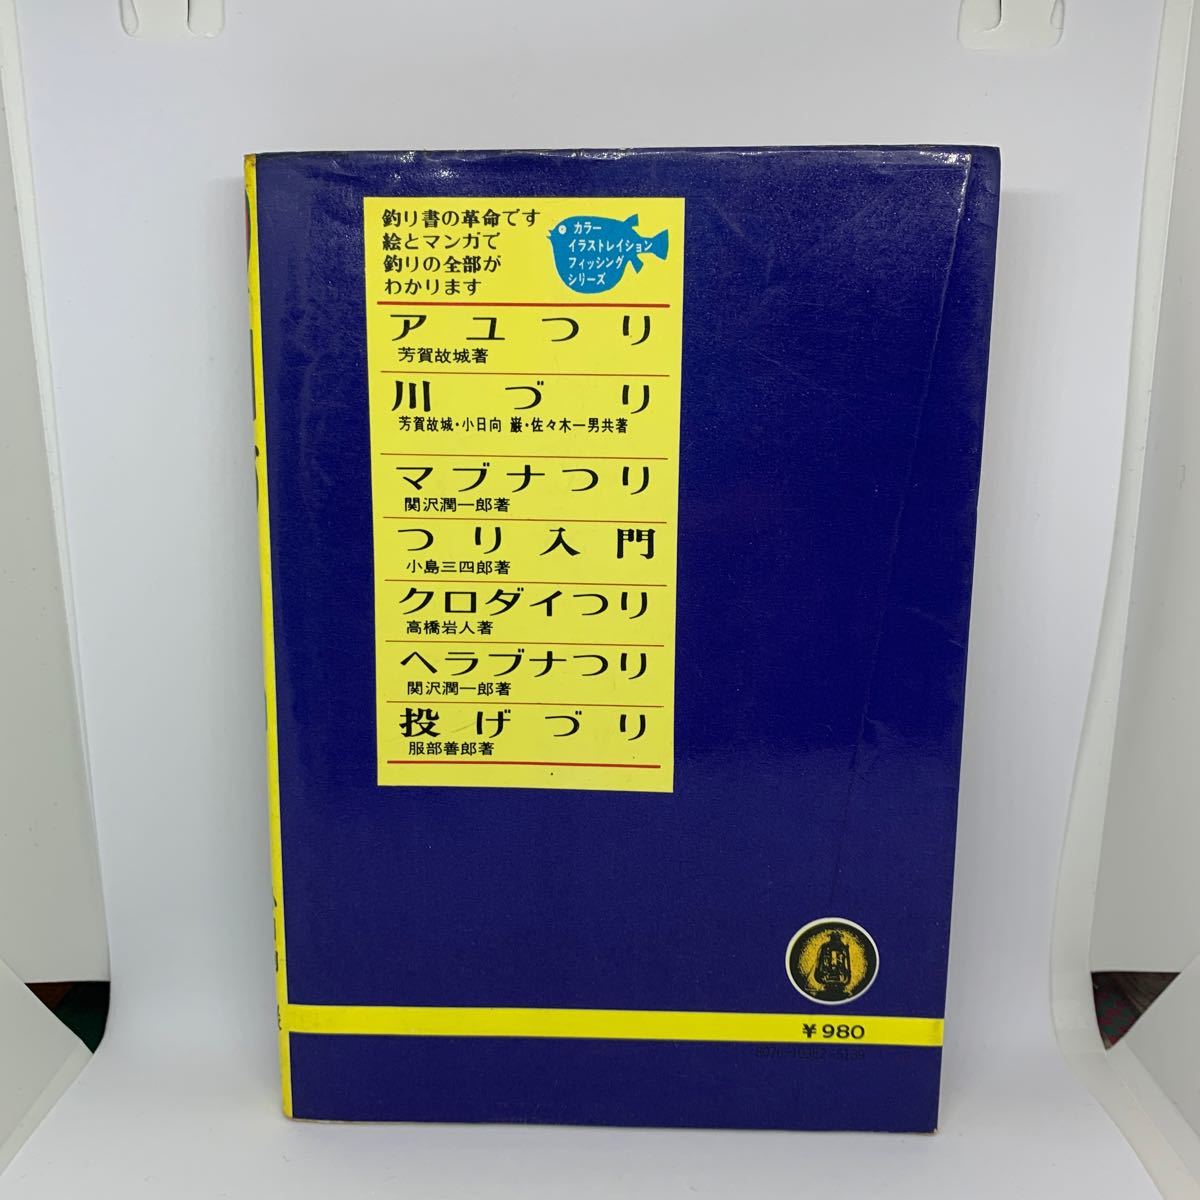 釣り書の革命です
絵とマンガで
釣りの全部が
わかります
カラー
イラストレイション
フィッシング
シリーズ
アユつり
芳賀故城著
川づり
芳賀故城・小日向 巌・佐々木一男共著
マブナつり
関沢潤一郎著
つり入門
小島三四郎著
クロダイつり
高橋岩人著
ヘラブナつり
関沢潤一郎著
投げづり
服部善郎著
￥980